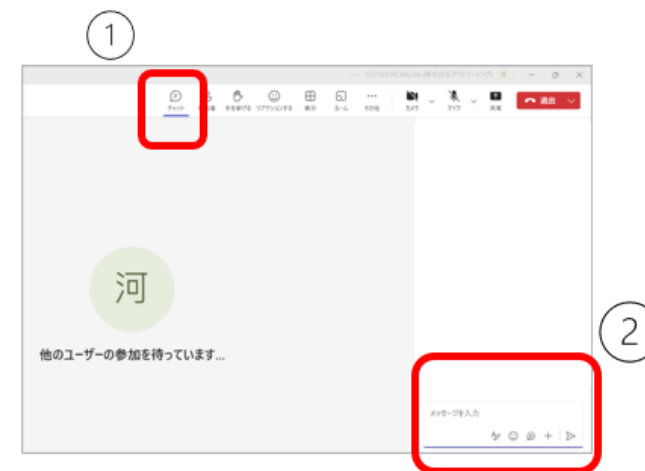 ①
チャット 手を挙げる リアクションする 表示 ルーム その他 カメラ マイク 共有 退出
河
他のユーザーの参加を待っています...
②
メッセージを入力